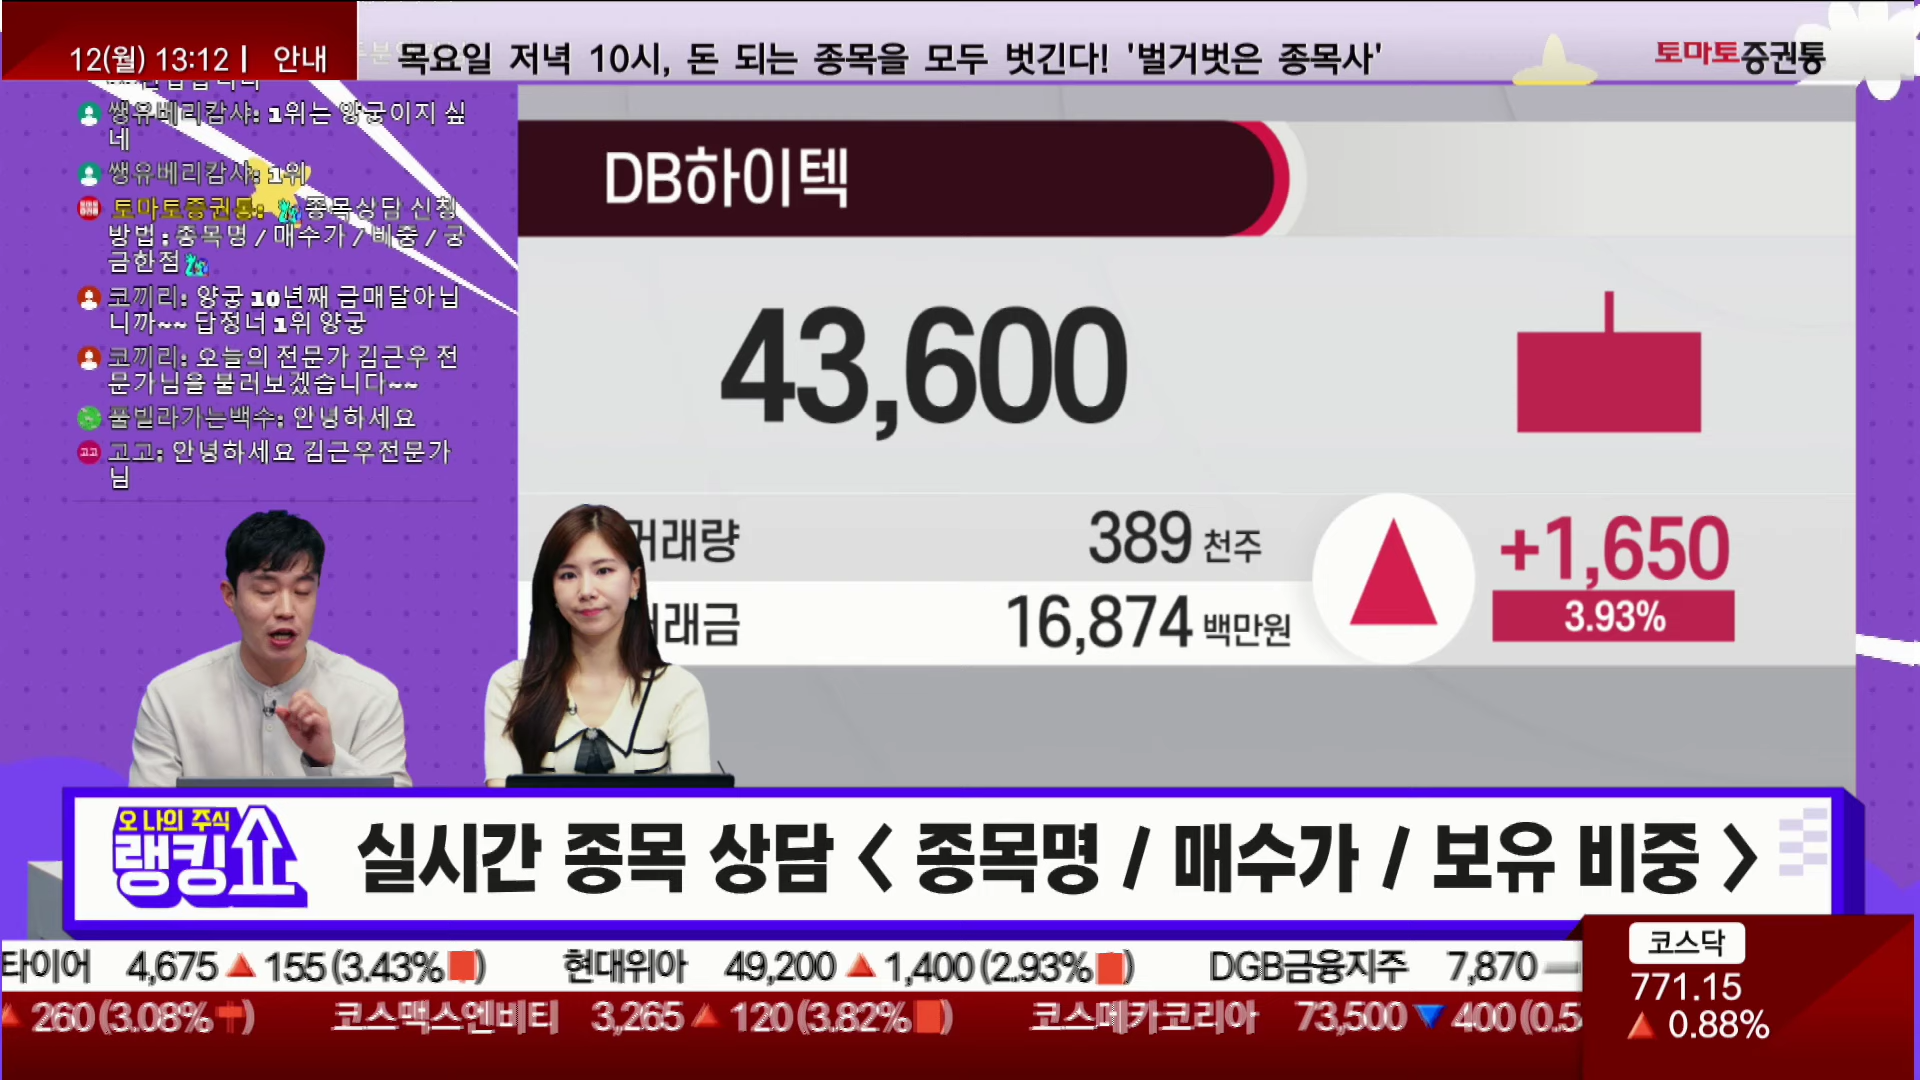 12(월) 13:12
안내
목요일 저녁 10시, 돈 되는 종목을 모두 벗긴다! '벌거벗은 종목사'
토마토증권통
쌩유베리캄샤: 1위는 양궁이지 싶
네
쌩유베리캄샤: 1위
토마토증권통: 종목상담 신청
방법 : 종목명 / 매수가 / 비중 / 궁
금한점
코끼리: 양궁 10년째 금매달아닙
니까~~ 답정너 1위 양궁
코끼리: 오늘의 전문가 김근우 전
문가님을 불러보겠습니다~~
풀빌라가는백수: 안녕하세요
고고: 안녕하세요 김근우전문가
님
DB하이텍
43,600
거래량 389 천주
래금 16,874 백만원
+1,650
3.93%
오 나의 주식
랭킹쇼
실시간 종목 상담 < 종목명 / 매수가 / 보유 비중 >
타이어 4,675 ▲ 155 (3.43% ) 현대위아 49,200 ▲ 1,400 (2.93% ) DGB금융지주 7,870
260 (3.08% ) 코스맥스엔비티 3,265 ▲ 120 (3.82% ) 코스메카코리아 73,500 ▼ 400 (0.5
코스닥
771.15
▲ 0.88%